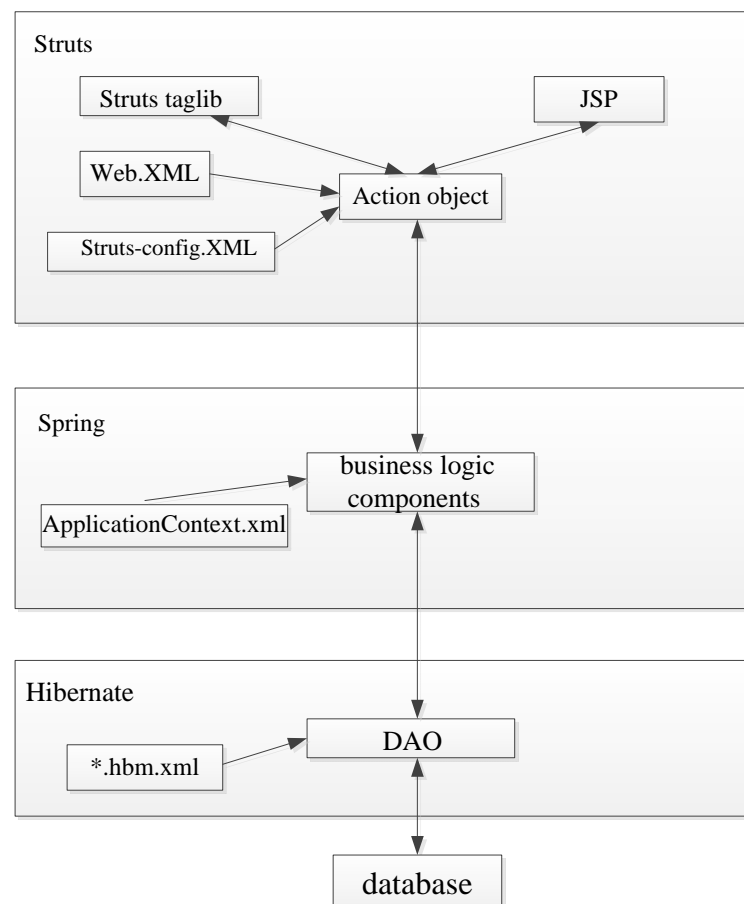 Struts
Struts taglib
JSP
Web.XML
Action object
Struts-config.XML
Spring
business logic
components
ApplicationContext.xml
Hibernate
DAO
*.hbm.xml
database